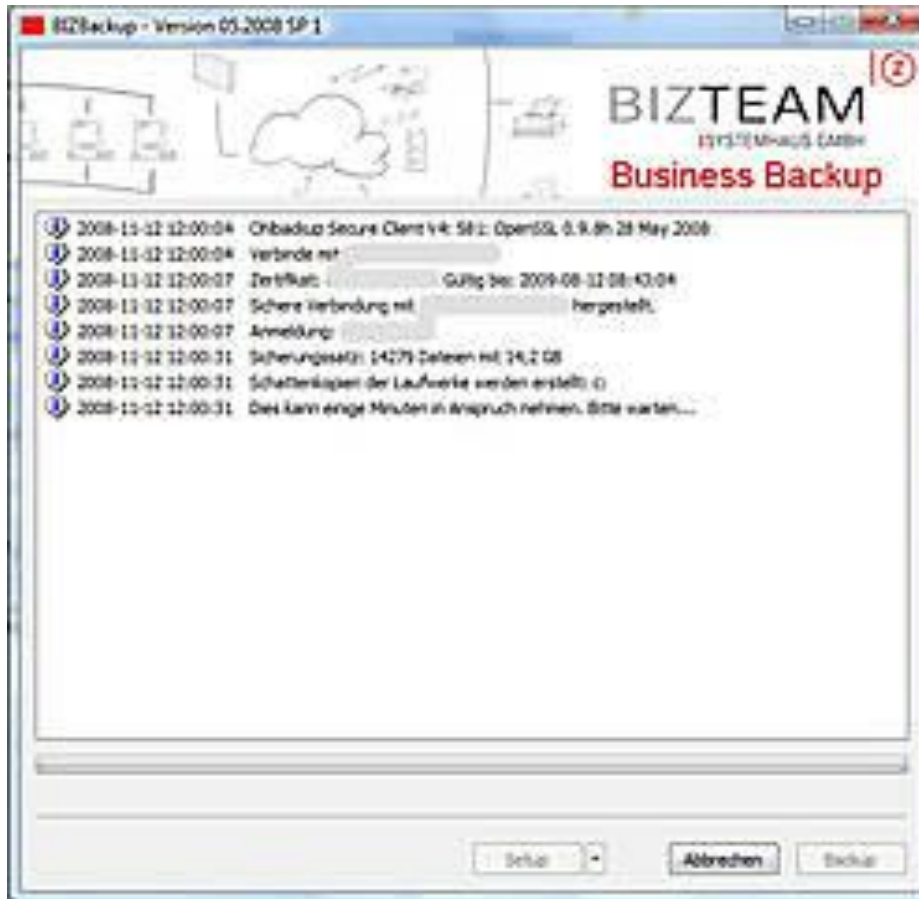 BIZBackup - Version 05.2008 SP 1
Z
BIZTEAM
SYSTEMHAUS GMBH
Business Backup
2008-11-12 12:00:04 Chbackup Secure Client V4: 581: OpenSSL 0.9.8h 28 May 2008
2008-11-12 12:00:04 Verbinde mit
2008-11-12 12:00:07 Zertifikat: Gültig bis: 2009-08-12 08:43:04
2008-11-12 12:00:07 Sichere Verbindung mit hergestellt.
2008-11-12 12:00:07 Anmeldung:
2008-11-12 12:00:31 Sicherungssatz: 14279 Dateien mit 14,2 GB
2008-11-12 12:00:31 Schattenkopien der Laufwerke werden erstellt: c:
2008-11-12 12:00:31 Dies kann einige Minuten in Anspruch nehmen. Bitte warten...
Setup
Abbrechen
Backup